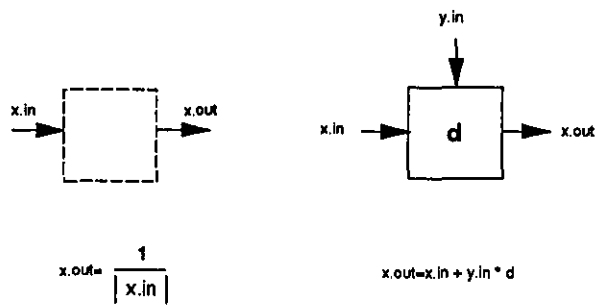 y.in
x.in
x.out
x.in
d
x.out
x.out= 1 / |x.in|
x.out=x.in + y.in * d